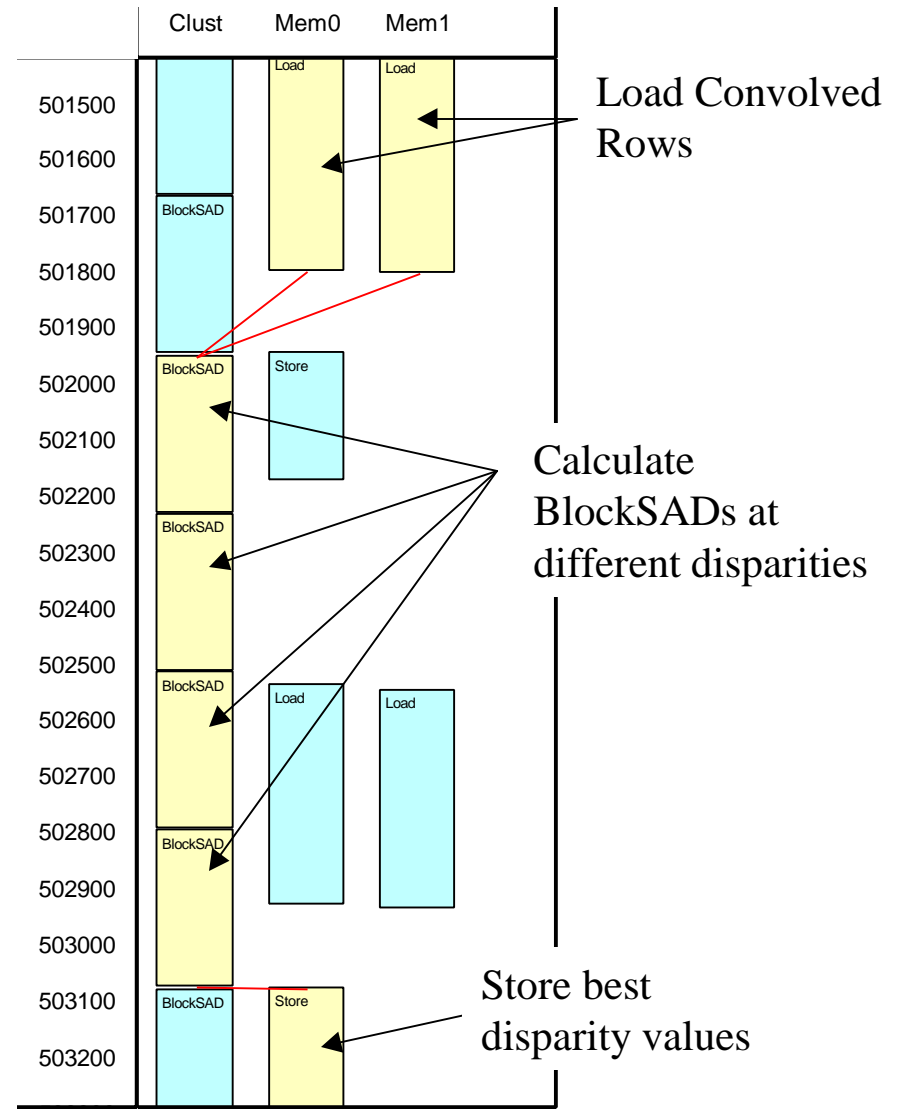 Clust Mem0 Mem1
Load Load
Load Convolved
Rows
501500
501600
BlockSAD
501700
501800
501900
BlockSAD Store
502000
502100
Calculate
BlockSADs at
different disparities
502200
BlockSAD
502300
502400
502500
BlockSAD
Load Load
502600
502700
502800
BlockSAD
502900
503000
Store best
disparity values
503100
BlockSAD Store
503200